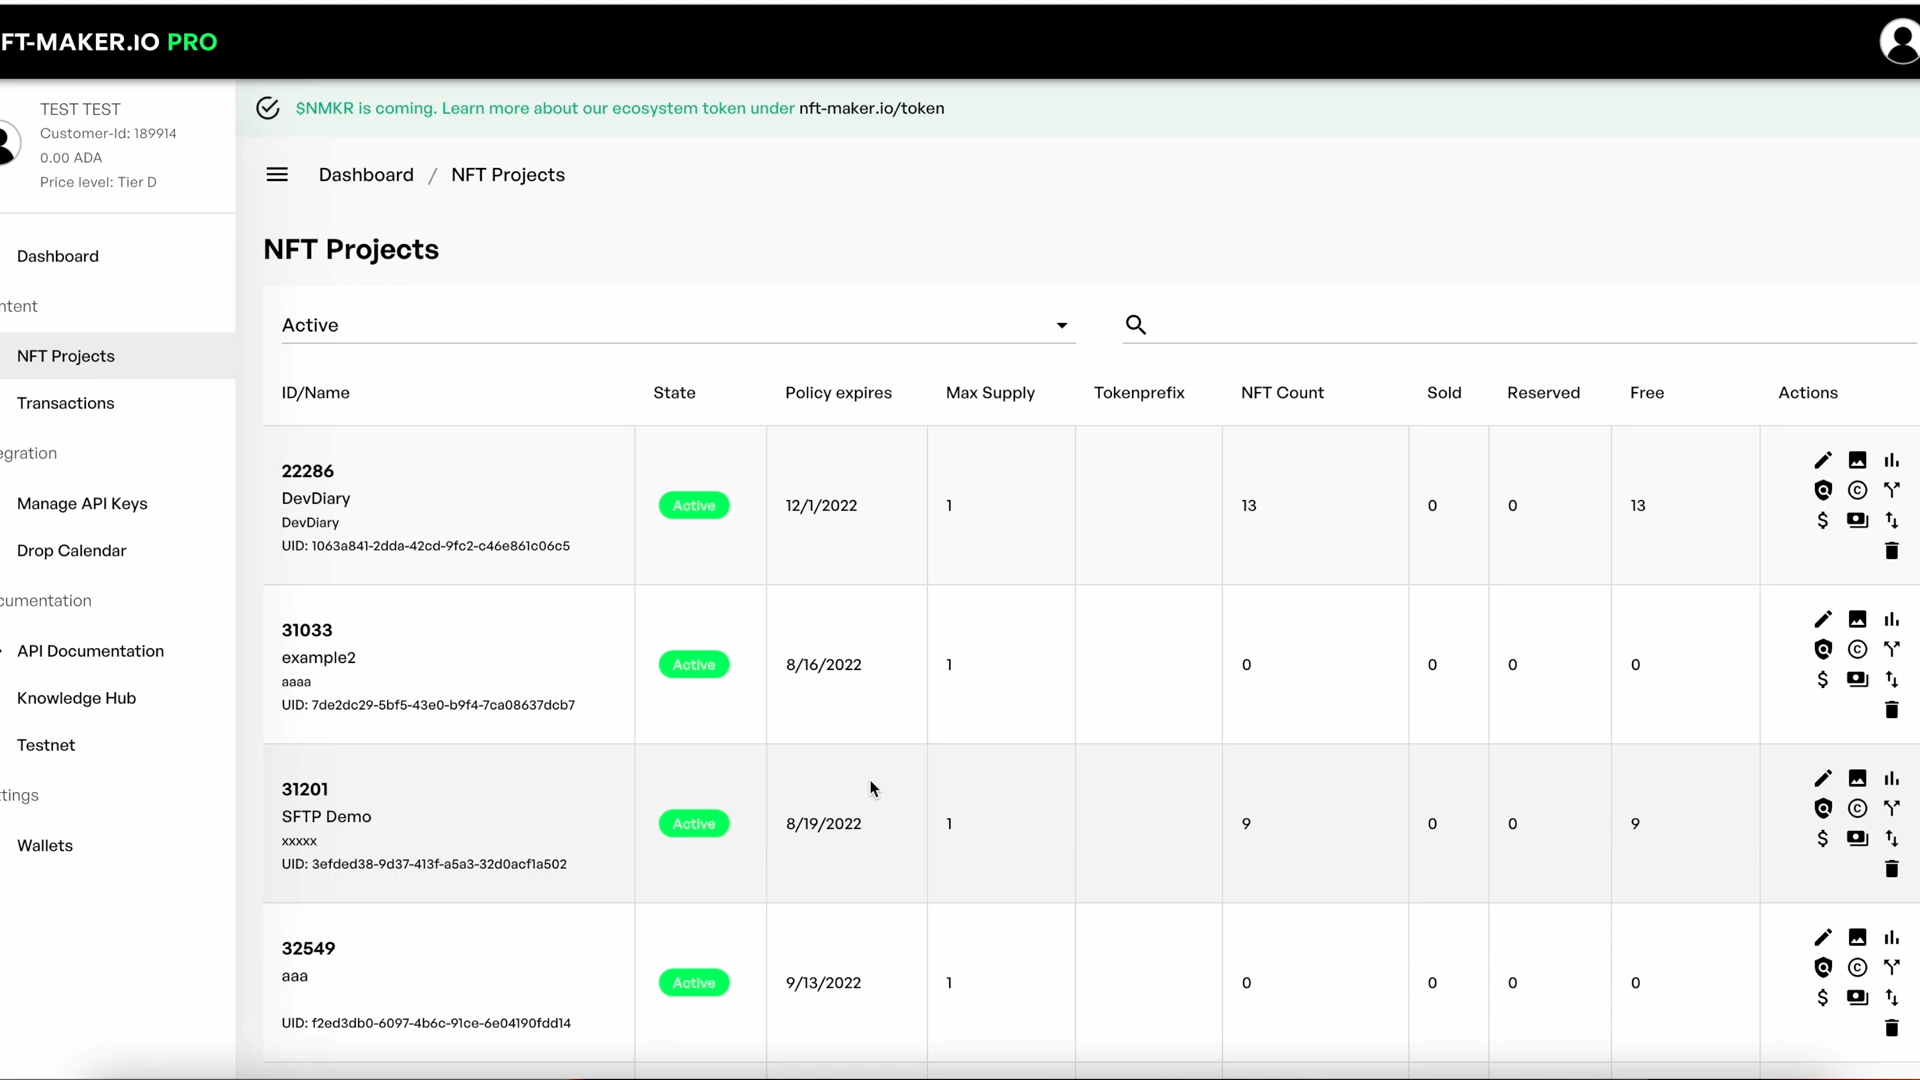 FT-MAKER.IO PRO
TEST TEST
Customer-Id: 189914
0.00 ADA
Price level: Tier D
Dashboard
ntent
NFT Projects
Transactions
egration
Manage API Keys
Drop Calendar
cumentation
API Documentation
Knowledge Hub
Testnet
tings
Wallets
$NMKR is coming. Learn more about our ecosystem token under nft-maker.io/token
Dashboard / NFT Projects
NFT Projects
Active
ID/Name State Policy expires Max Supply Tokenprefix NFT Count Sold Reserved Free Actions
22286
DevDiary
DevDiary
UID: 1063a841-2dda-42cd-9fc2-c46e861c06c5
Active 12/1/2022 1 13 0 0 13
31033
example2
aaaa
UID: 7de2dc29-5bf5-43e0-b9f4-7ca08637dcb7
Active 8/16/2022 1 0 0 0 0
31201
SFTP Demo
xxxxx
UID: 3efded38-9d37-413f-a5a3-32d0acf1a502
Active 8/19/2022 1 9 0 0 9
32549
aaa
UID: f2ed3db0-6097-4b6c-91ce-6e04190fdd14
Active 9/13/2022 1 0 0 0 0